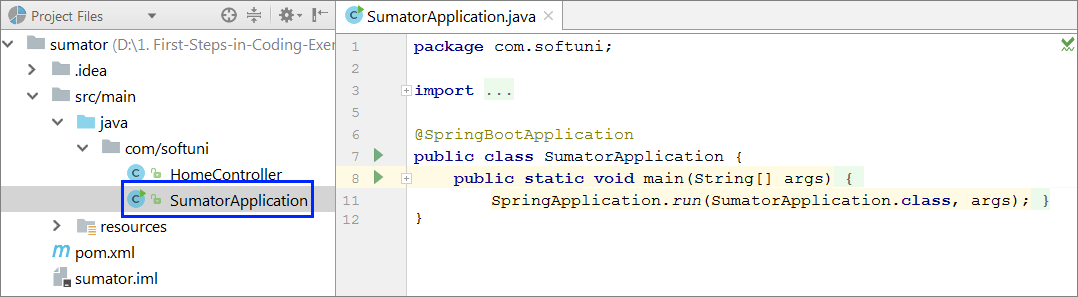 Project Files
sumator (D:\1. First-Steps-in-Coding-Exer
.idea
src/main
java
com/softuni
HomeController
SumatorApplication
resources
pom.xml
sumator.iml
SumatorApplication.java
1 package com.softuni;
2
3 import ...
5
6 @SpringBootApplication
7 public class SumatorApplication {
8 public static void main(String[] args) {
11 SpringApplication.run(SumatorApplication.class, args); }
12 }